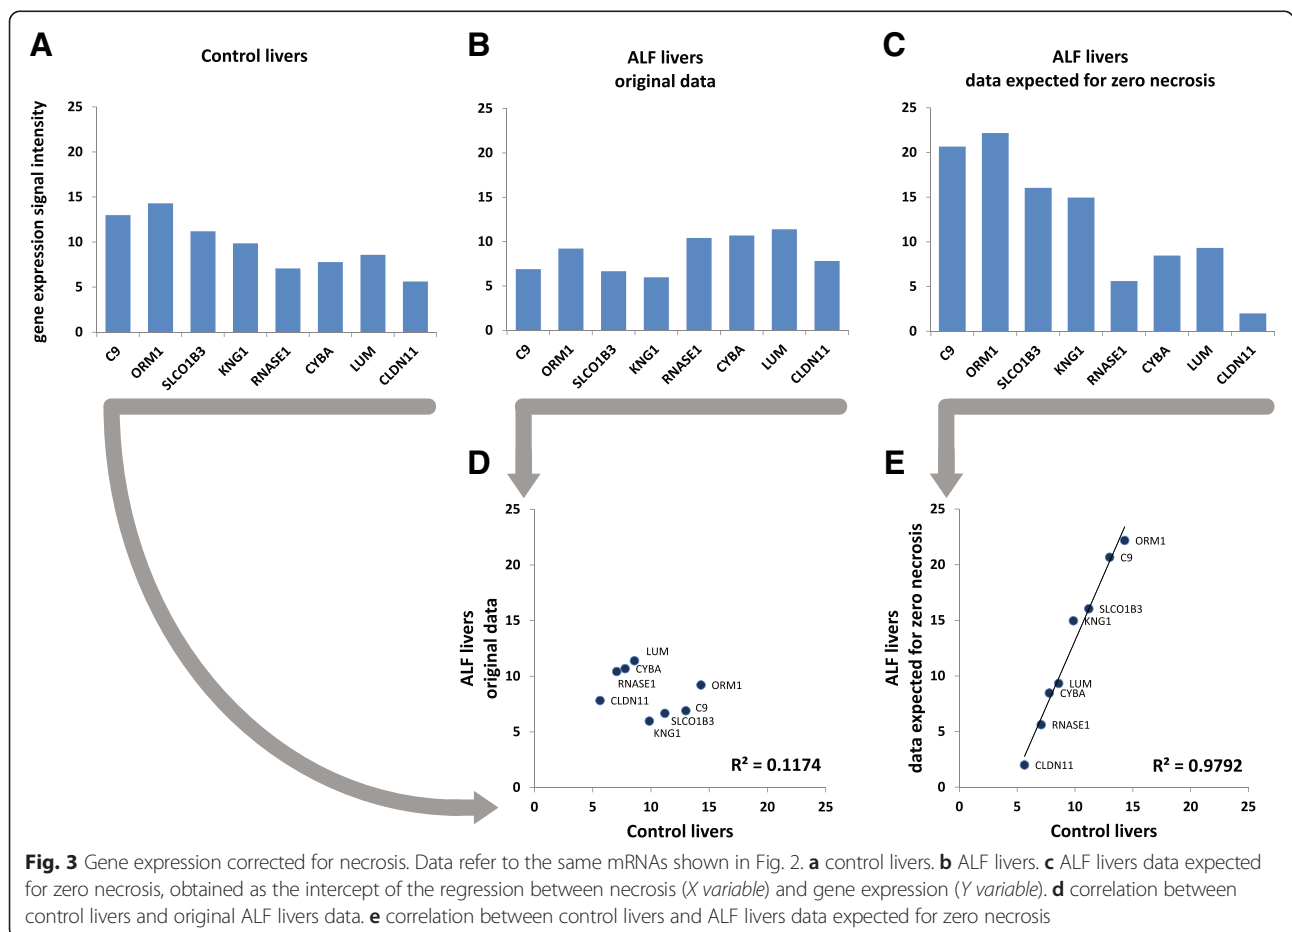 A
Control livers
gene expression signal intensity
25
20
15
10
5
0
C9
ORM1
SLCO1B3
KNG1
RNASE1
CYBA
LUM
CLDN11
B
ALF livers
original data
25
20
15
10
5
0
C9
ORM1
SLCO1B3
KNG1
RNASE1
CYBA
LUM
CLDN11
C
ALF livers
data expected for zero necrosis
25
20
15
10
5
0
C9
ORM1
SLCO1B3
KNG1
RNASE1
CYBA
LUM
CLDN11
D
ALF livers
original data
25
20
15
10
5
0
LUM
CYBA
RNASE1
CLDN11
ORM1
C9
SLCO1B3
KNG1
R² = 0.1174
0 5 10 15 20 25
Control livers
E
ALF livers
data expected for zero necrosis
25
20
15
10
5
0
ORM1
C9
SLCO1B3
KNG1
LUM
CYBA
RNASE1
CLDN11
R² = 0.9792
0 5 10 15 20 25
Control livers
Fig. 3 Gene expression corrected for necrosis. Data refer to the same mRNAs shown in Fig. 2. a control livers. b ALF livers. c ALF livers data expected
for zero necrosis, obtained as the intercept of the regression between necrosis (X variable) and gene expression (Y variable). d correlation between
control livers and original ALF livers data. e correlation between control livers and ALF livers data expected for zero necrosis